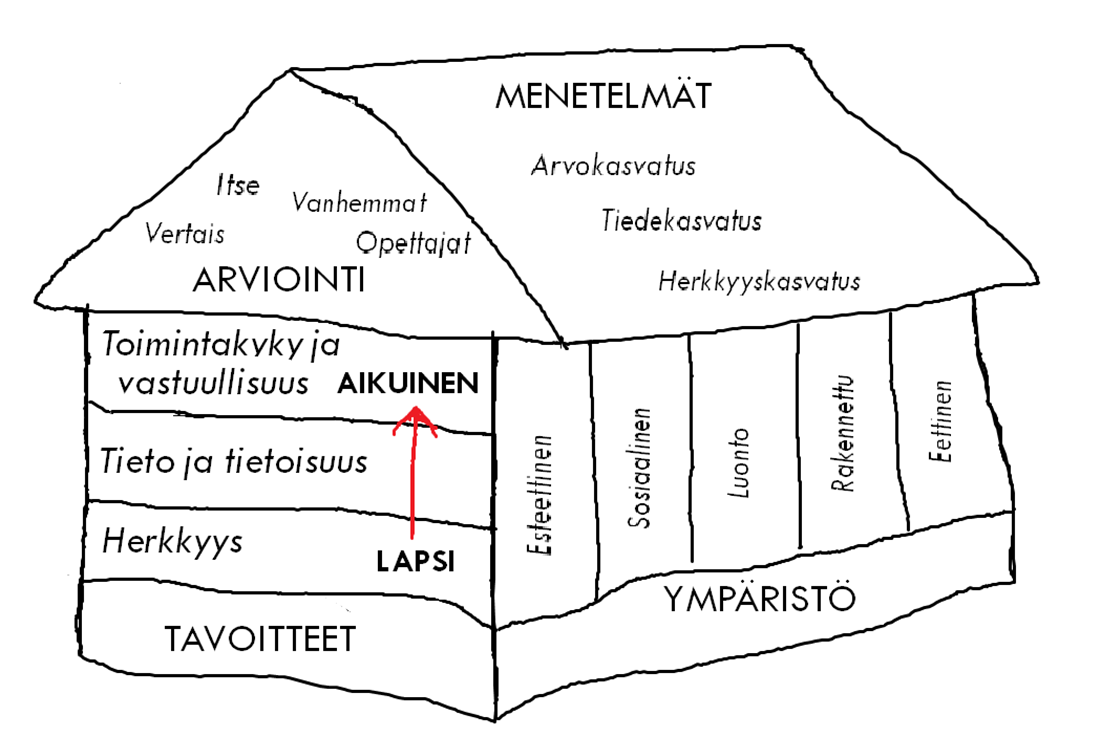 MENETELMÄT
Arvokasvatus
Tiedekasvatus
Herkkyyskasvatus
Itse
Vanhemmat
Vertais
Opettajat
ARVIOINTI
Toimintakyky ja
vastuullisuus
AIKUINEN
Tieto ja tietoisuus
Herkkyys
LAPSI
TAVOITTEET
Esteettinen
Sosiaalinen
Luonto
Rakennettu
Eettinen
YMPÄRISTÖ